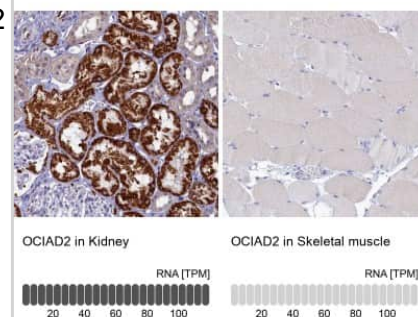 2
OCIAD2 in Kidney
OCIAD2 in Skeletal muscle
RNA [TPM]
RNA [TPM]
20 40 60 80 100
20 40 60 80 100